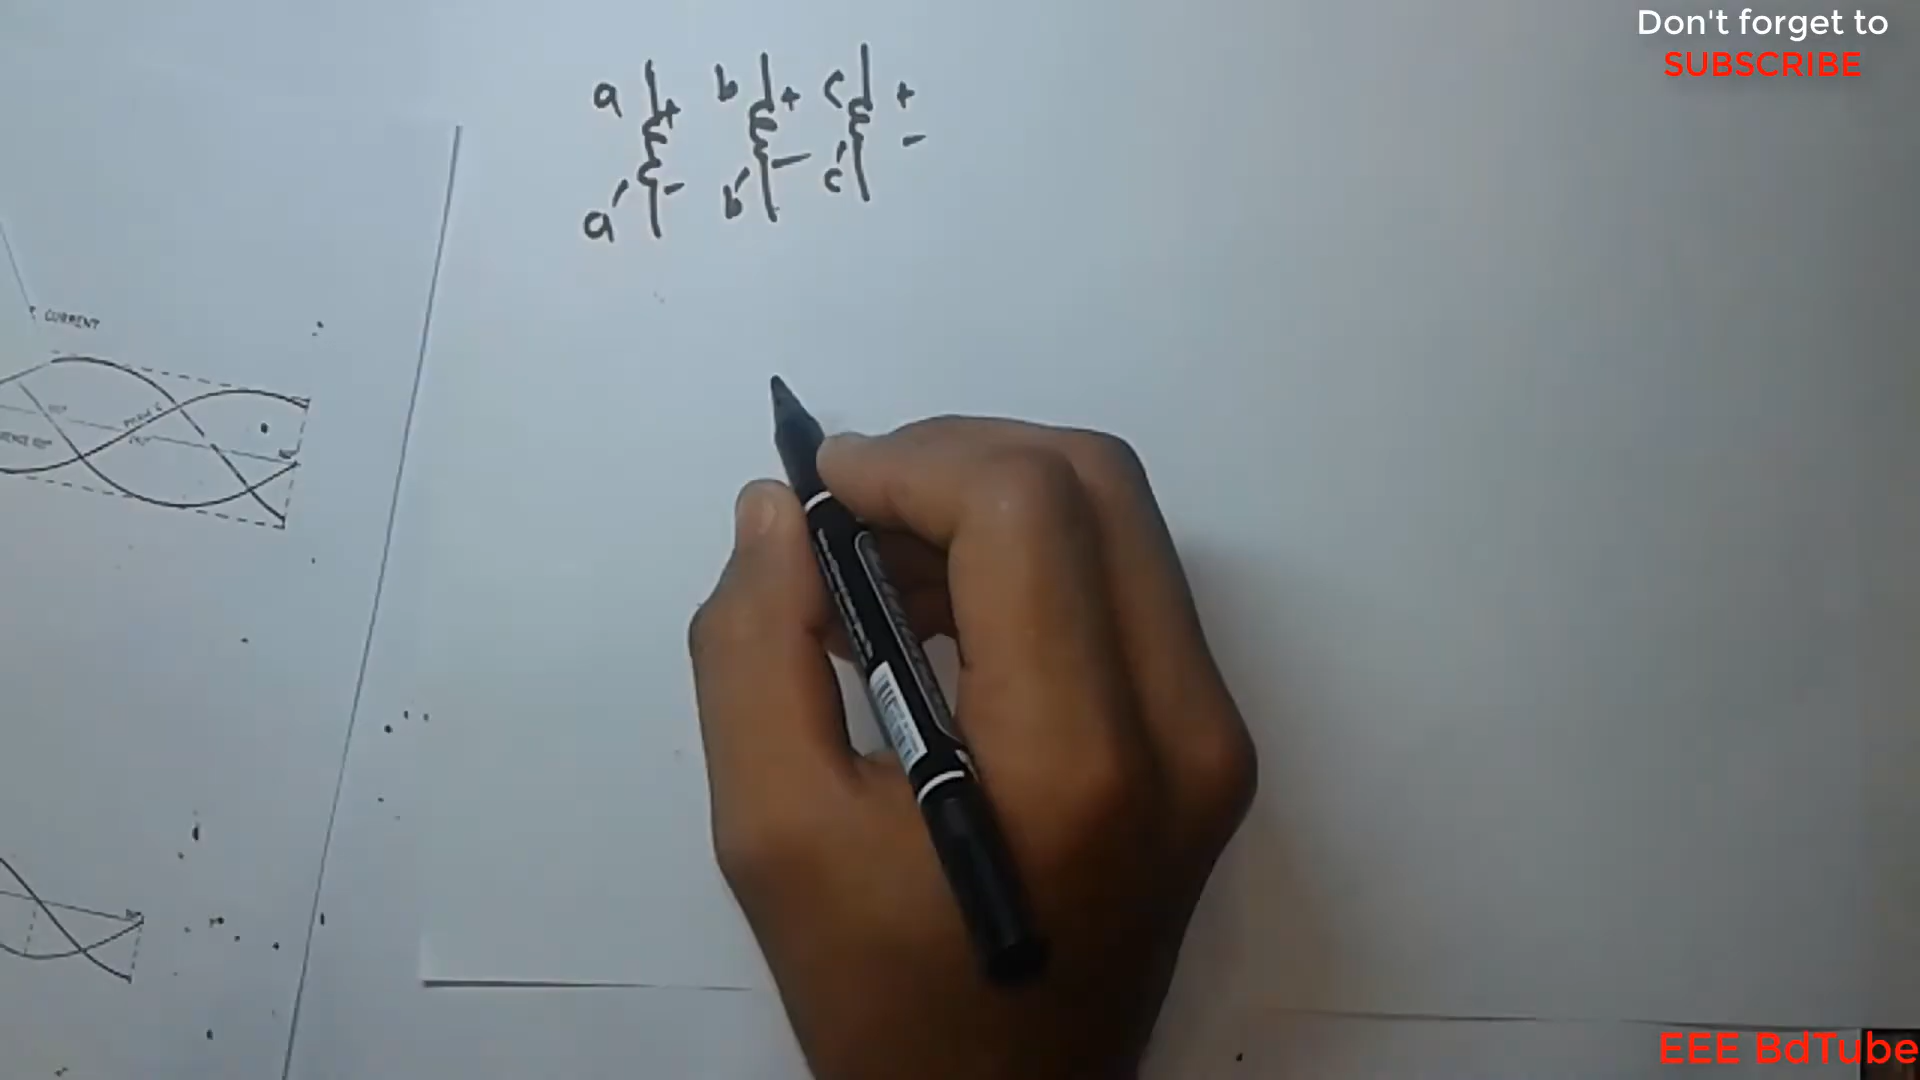 Don't forget to
SUBSCRIBE
a + b + c +
- - -
a' b' c'
CURRENT
EEE BdTube